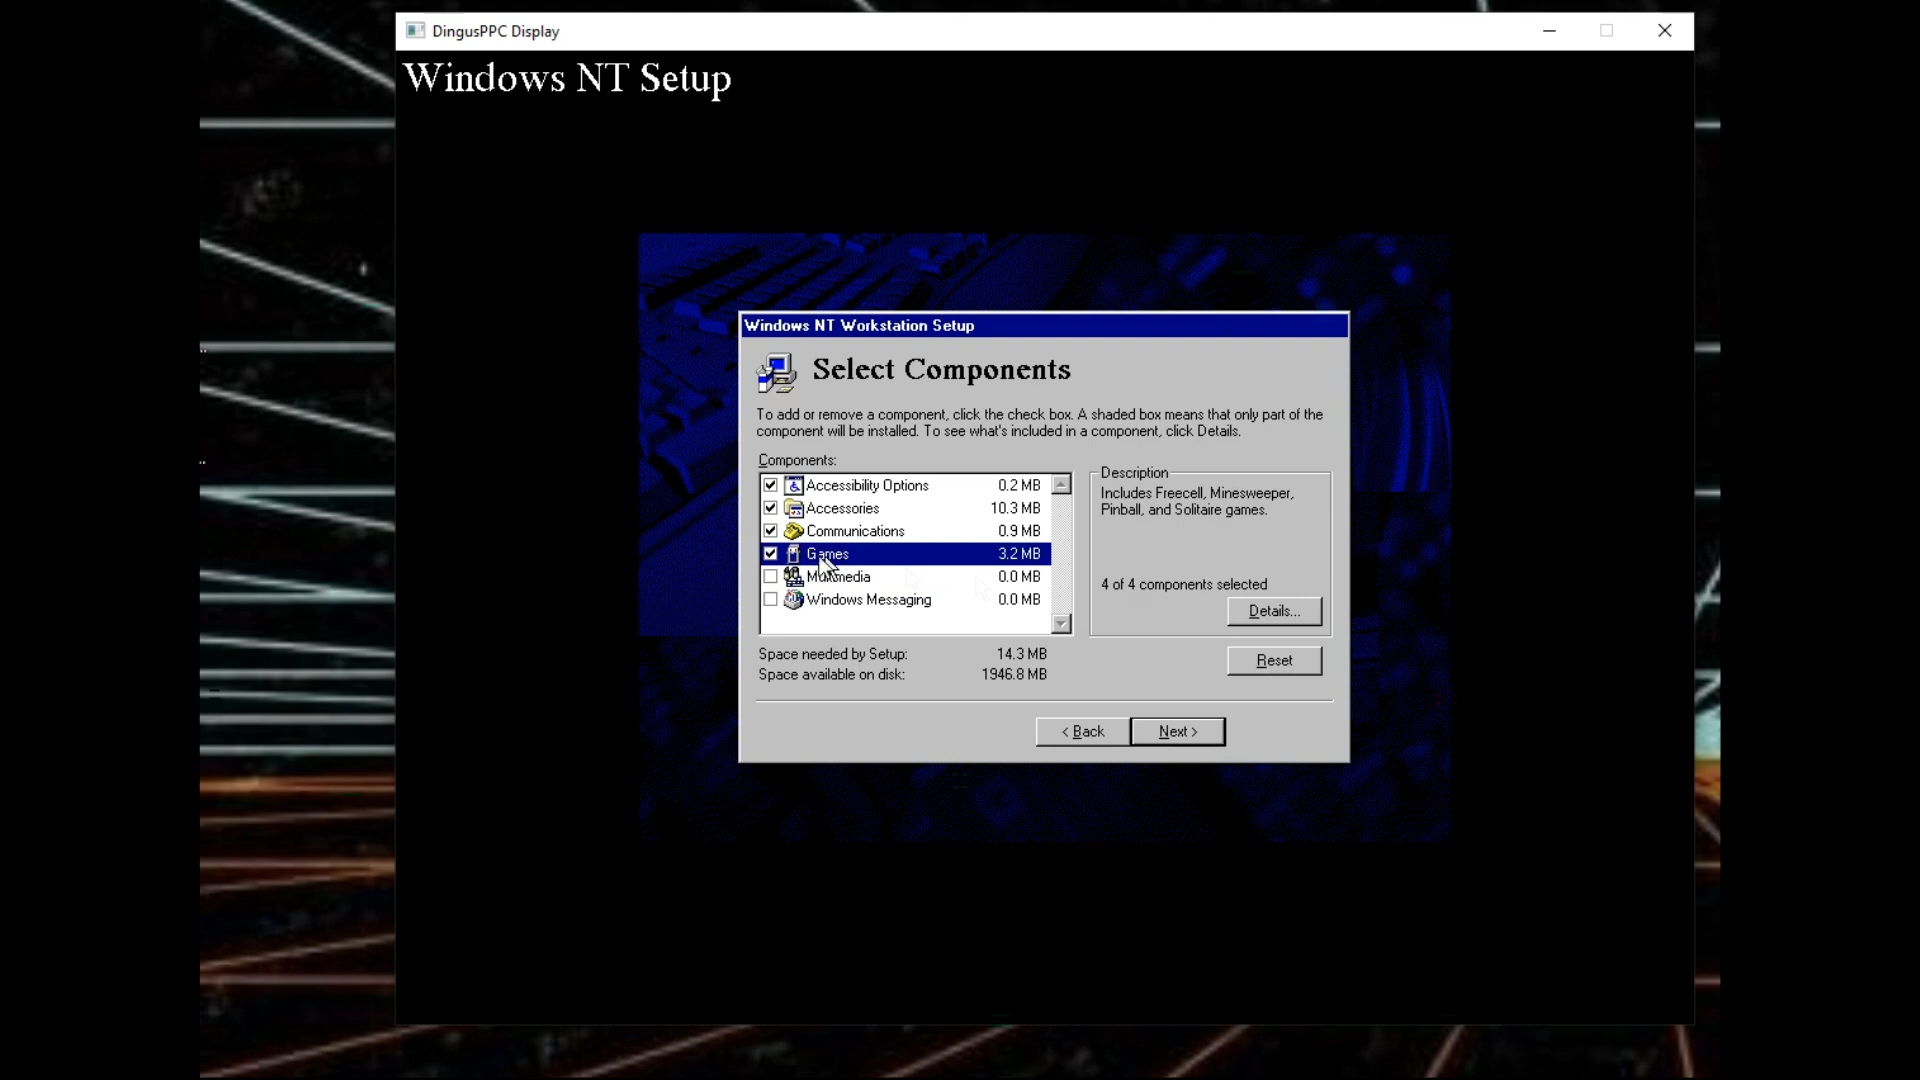 DingusPPC Display
Windows NT Setup
Windows NT Workstation Setup
Select Components
To add or remove a component, click the check box. A shaded box means that only part of the
component will be installed. To see what's included in a component, click Details.
Components:
Accessibility Options 0.2 MB
Accessories 10.3 MB
Communications 0.9 MB
Games 3.2 MB
Multimedia 0.0 MB
Windows Messaging 0.0 MB
Description
Includes Freecell, Minesweeper,
Pinball, and Solitaire games.
4 of 4 components selected
Details...
Space needed by Setup: 14.3 MB
Space available on disk: 1946.8 MB
Reset
< Back
Next >